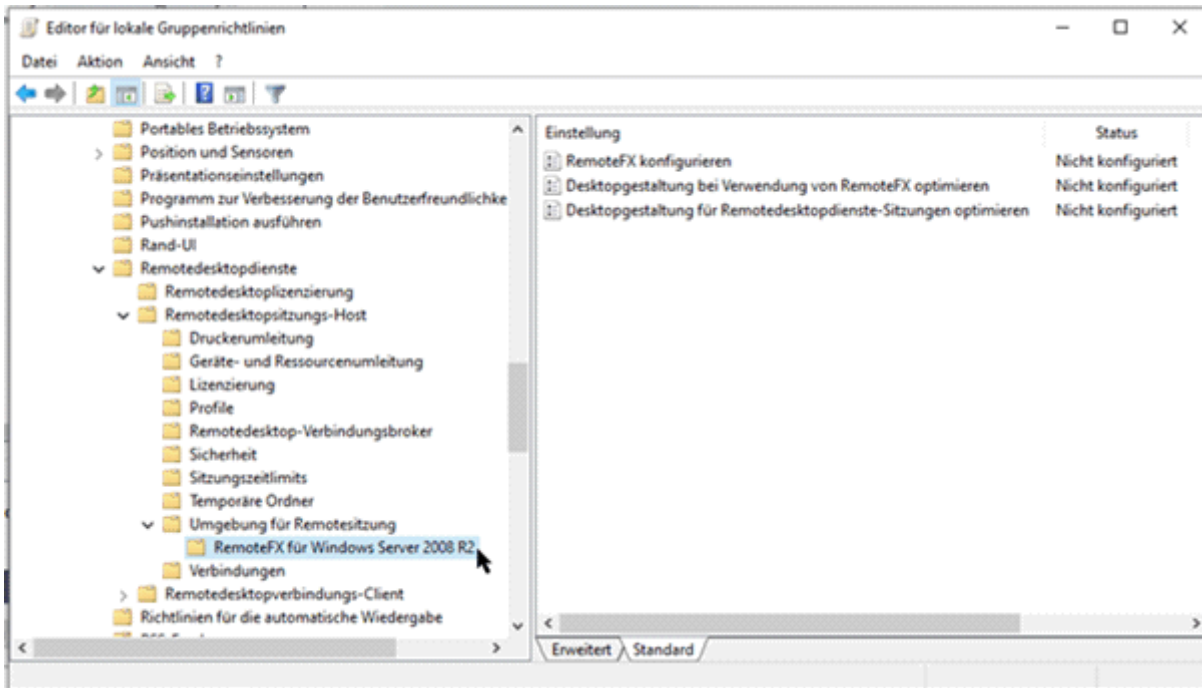 Editor für lokale Gruppenrichtlinien
Datei Aktion Ansicht ?
Portables Betriebssystem
Position und Sensoren
Präsentationseinstellungen
Programm zur Verbesserung der Benutzerfreundlichke
Pushinstallation ausführen
Rand-UI
Remotedesktopdienste
Remotedesktoplizenzierung
Remotedesktopsitzungs-Host
Druckerumleitung
Geräte- und Ressourcenumleitung
Lizenzierung
Profile
Remotedesktop-Verbindungsbroker
Sicherheit
Sitzungszeitlimits
Temporäre Ordner
Umgebung für Remotesitzung
RemoteFX für Windows Server 2008 R2
Verbindungen
Remotedesktopverbindungs-Client
Richtlinien für die automatische Wiedergabe
Einstellung Status
RemoteFX konfigurieren Nicht konfiguriert
Desktopgestaltung bei Verwendung von RemoteFX optimieren Nicht konfiguriert
Desktopgestaltung für Remotedesktopdienste-Sitzungen optimieren Nicht konfiguriert
Erweitert Standard